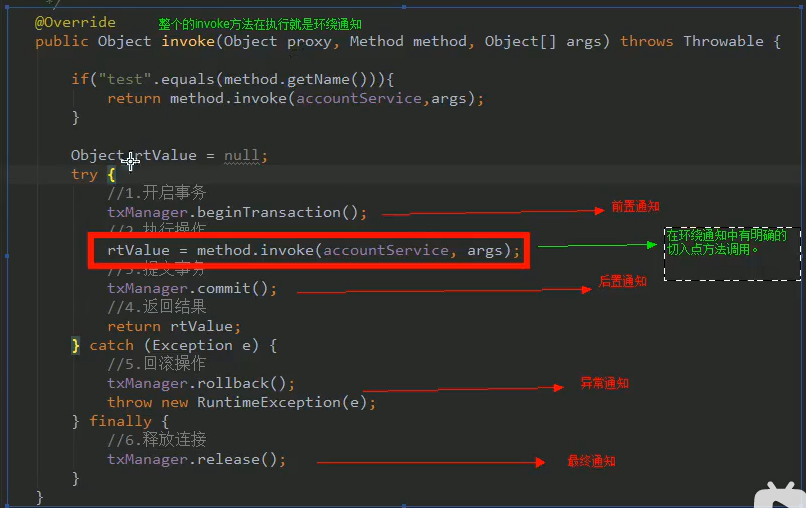 */
@Override 整个的invoke方法在执行就是环绕通知
public Object invoke(Object proxy, Method method, Object[] args) throws Throwable {
if("test".equals(method.getName())){
return method.invoke(accountService,args);
}
Object rtValue = null;
try {
//1.开启事务
txManager.beginTransaction(); 前置通知
//2.执行操作
rtValue = method.invoke(accountService, args); 在环绕通知中有明确的
切入点方法调用。
//3.提交事务
txManager.commit(); 后置通知
//4.返回结果
return rtValue;
} catch (Exception e) {
//5.回滚操作
txManager.rollback(); 异常通知
throw new RuntimeException(e);
} finally {
//6.释放连接
txManager.release(); 最终通知
}
}